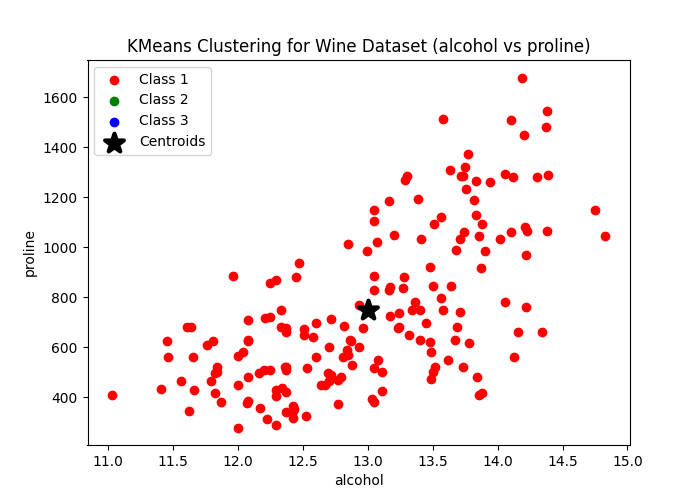 KMeans Clustering for Wine Dataset (alcohol vs proline)
Class 1
Class 2
Class 3
Centroids
1600
1400
1200
1000
800
600
400
proline
11.0 11.5 12.0 12.5 13.0 13.5 14.0 14.5 15.0
alcohol